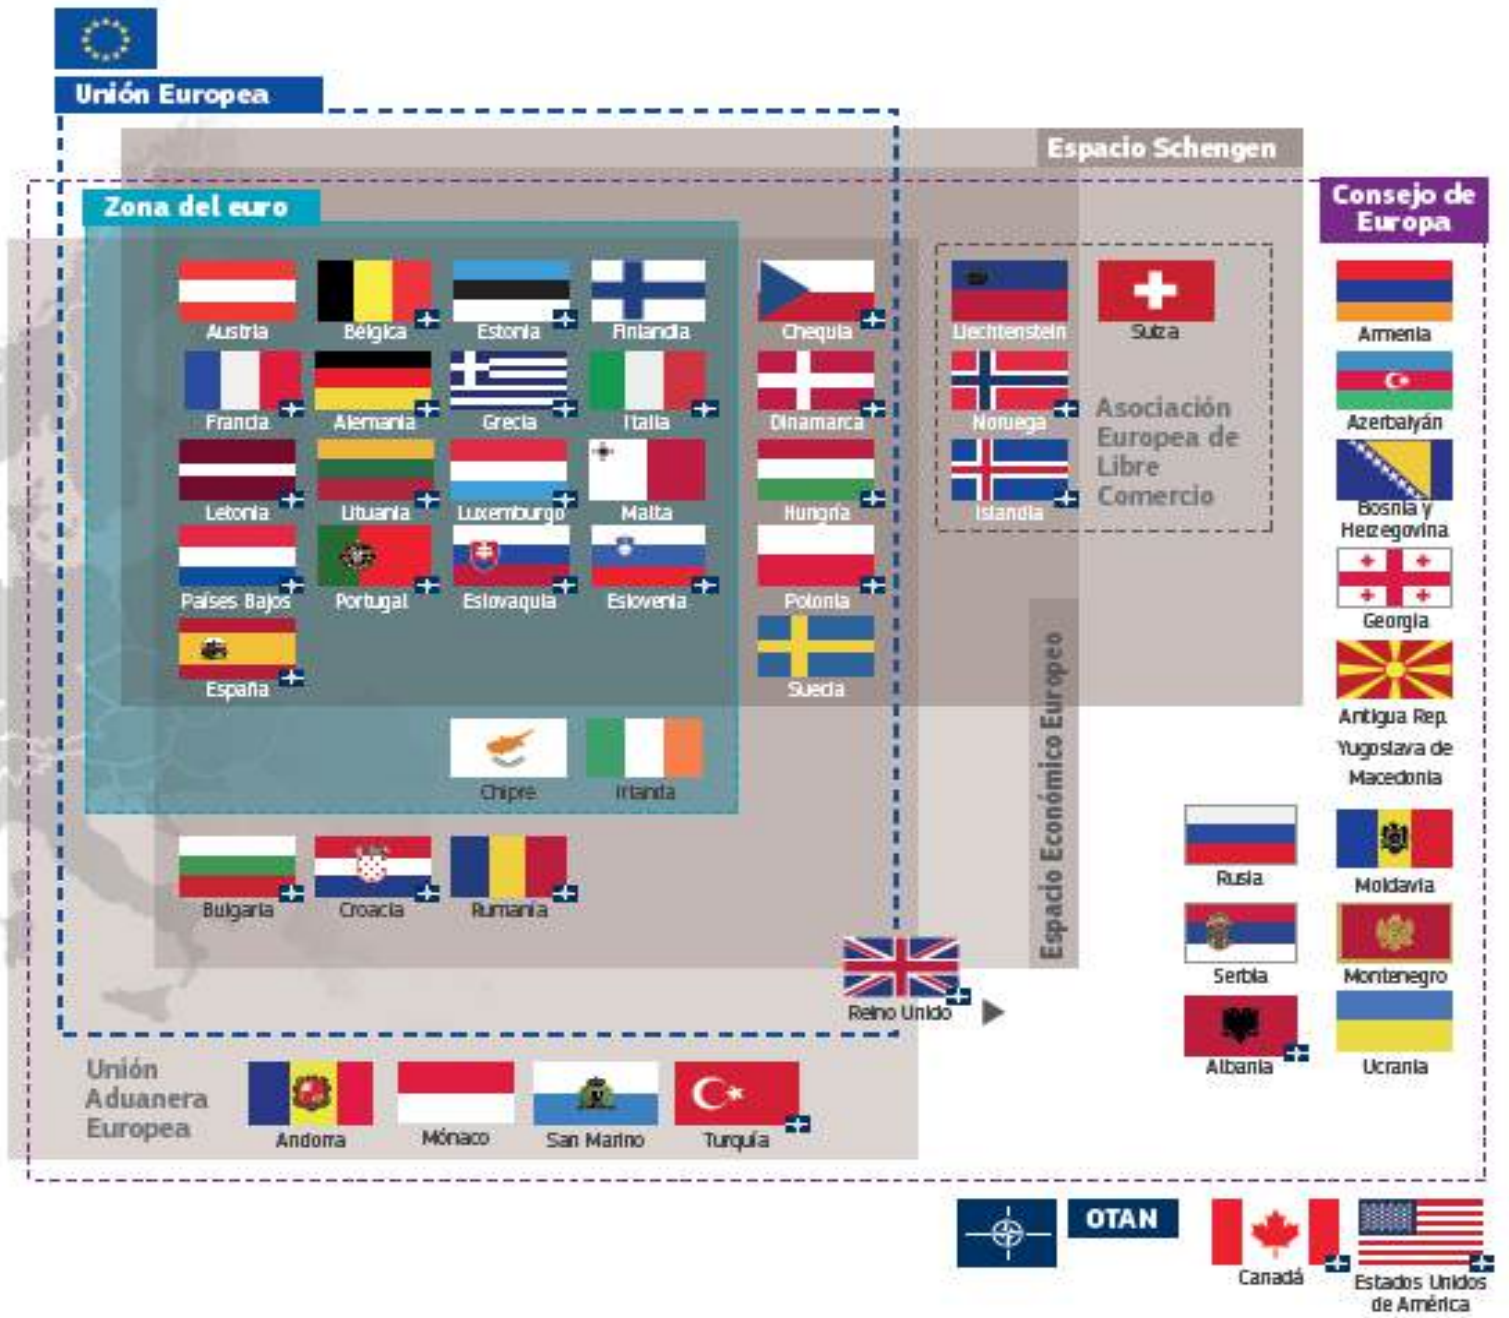 Unión Europea
Espacio Schengen
Zona del euro
Consejo de
Europa
Austria
Bélgica
Estonia
Finlandia
Chequia
Liechtenstein
Suiza
Armenia
Francia
Alemania
Grecia
Italia
Dinamarca
Noruega
Asociación
Europea de
Libre
Comercio
Azerbaiyán
Letonia
Lituania
Luxemburgo
Malta
Hungría
Islandia
Bosnia y
Herzegovina
Países Bajos
Portugal
Eslovaquia
Eslovenia
Polonia
Georgia
España
Suecia
Antigua Rep.
Yugoslava de
Macedonia
Chipre
Irlanda
Espacio Económico Europeo
Rusia
Moldavia
Bulgaria
Croacia
Rumanía
Serbia
Montenegro
Reino Unido
Albania
Ucrania
Unión
Aduanera
Europea
Andorra
Mónaco
San Marino
Turquía
OTAN
Canadá
Estados Unidos
de América